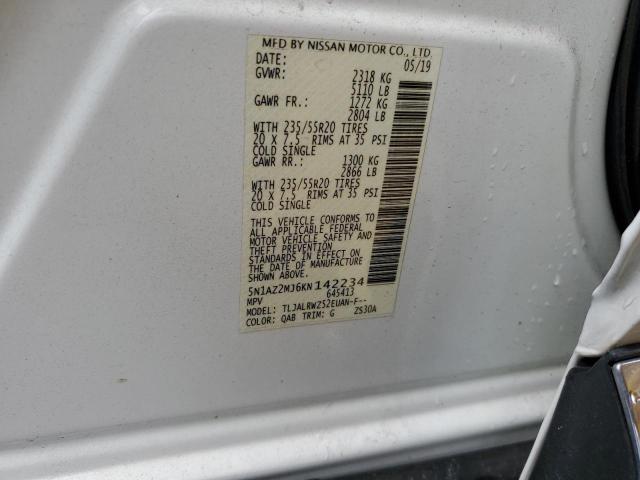 MFD BY NISSAN MOTOR CO., LTD.
DATE: 05/19
GVWR: 2318 KG
5110 LB
GAWR FR.: 1272 KG
2804 LB
WITH 235/55R20 TIRES
20 X 7.5 RIMS AT 35 PSI
COLD SINGLE
GAWR RR.: 1300 KG
2866 LB
WITH 235/55R20 TIRES
20 X 7.5 RIMS AT 35 PSI
COLD SINGLE
THIS VEHICLE CONFORMS TO
ALL APPLICABLE FEDERAL
MOTOR VEHICLE SAFETY AND
THEFT PREVENTION
STANDARDS IN EFFECT ON
THE DATE OF MANUFACTURE
SHOWN ABOVE.
5N1AZ2MJ6KN142234
MPV 645413
MODEL: TLJALRWZ52EUAN-F--
COLOR: QAB TRIM: G ZS30A